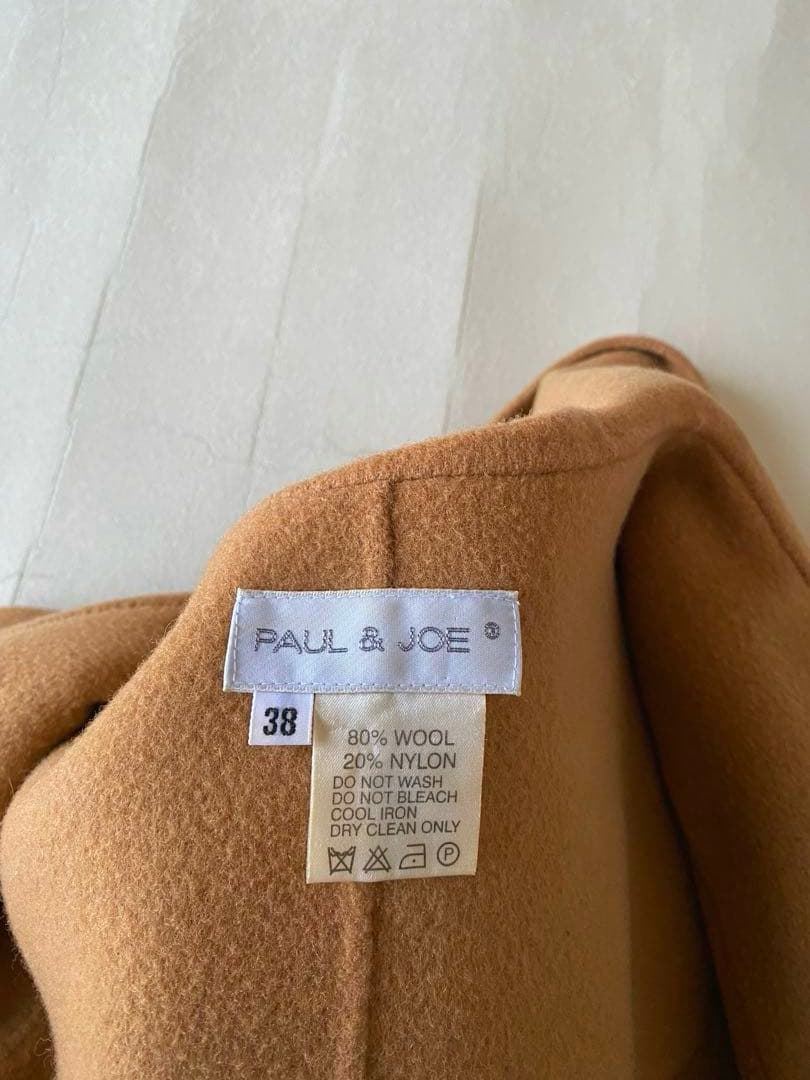 PAUL & JOE ®
38
80% WOOL
20% NYLON
DO NOT WASH
DO NOT BLEACH
COOL IRON
DRY CLEAN ONLY
P